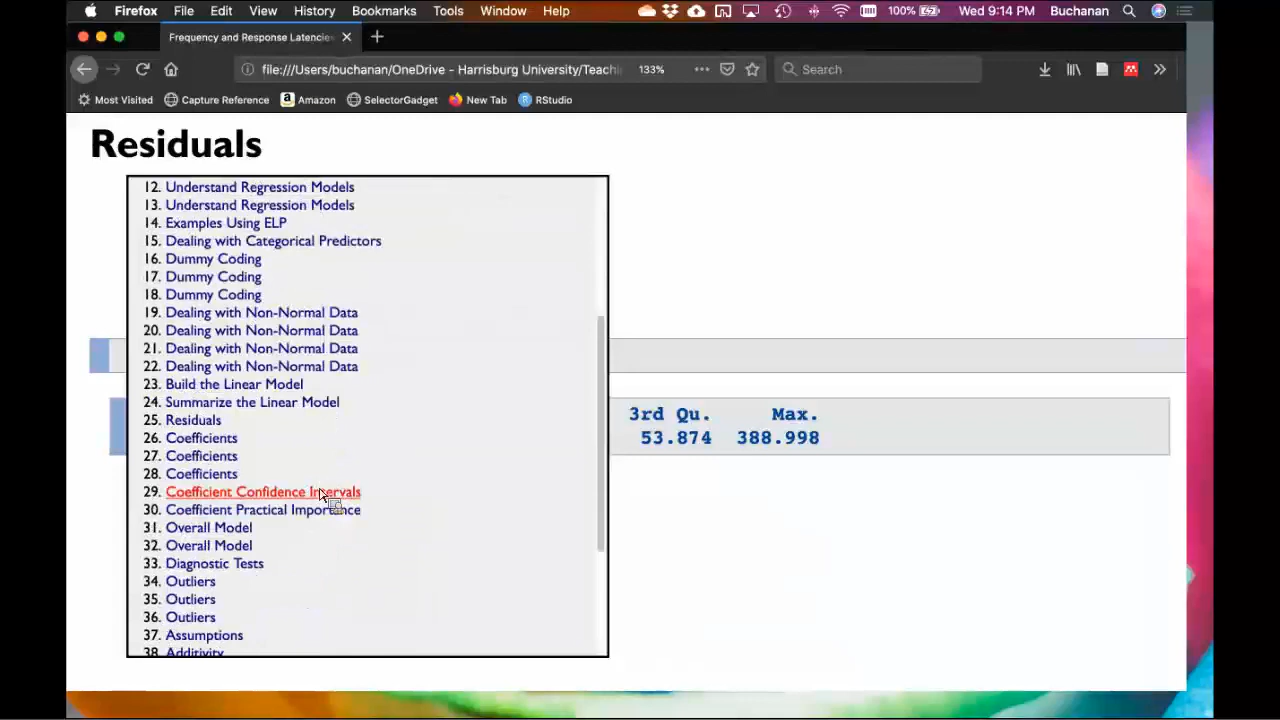 Firefox File Edit View History Bookmarks Tools Window Help 100% Wed 9:14 PM Buchanan
Frequency and Response Latencies
file:///Users/buchanan/OneDrive - Harrisburg University/Teachi 133% Search
Most Visited Capture Reference Amazon SelectorGadget New Tab RStudio
Residuals
12. Understand Regression Models
13. Understand Regression Models
14. Examples Using ELP
15. Dealing with Categorical Predictors
16. Dummy Coding
17. Dummy Coding
18. Dummy Coding
19. Dealing with Non-Normal Data
20. Dealing with Non-Normal Data
21. Dealing with Non-Normal Data
22. Dealing with Non-Normal Data
23. Build the Linear Model
24. Summarize the Linear Model
25. Residuals
26. Coefficients
27. Coefficients
28. Coefficients
29. Coefficient Confidence Intervals
30. Coefficient Practical Importance
31. Overall Model
32. Overall Model
33. Diagnostic Tests
34. Outliers
35. Outliers
36. Outliers
37. Assumptions
38. Additivity
3rd Qu. Max.
53.874 388.998